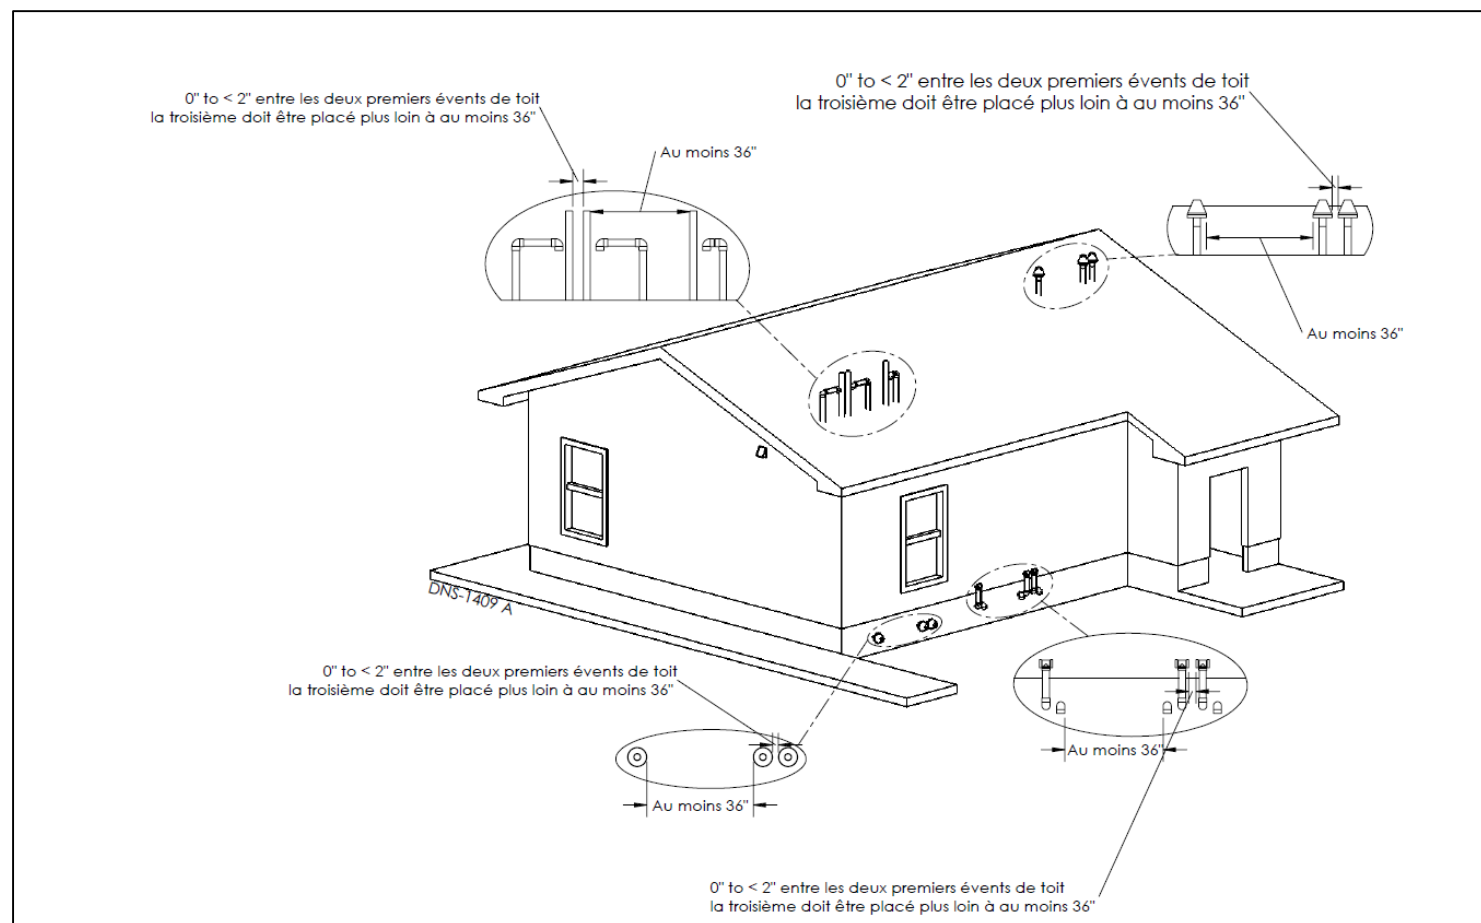 0" to < 2" entre les deux premiers évents de toit
la troisième doit être placé plus loin à au moins 36"
Au moins 36"
0" to < 2" entre les deux premiers évents de toit
la troisième doit être placé plus loin à au moins 36"
Au moins 36"
DNS-1409 A
0" to < 2" entre les deux premiers évents de toit
la troisième doit être placé plus loin à au moins 36"
Au moins 36"
Au moins 36"
0" to < 2" entre les deux premiers évents de toit
la troisième doit être placé plus loin à au moins 36"